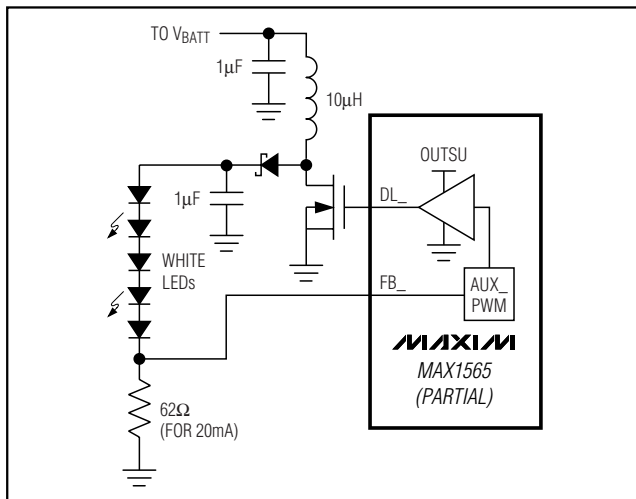 TO VBATT
1µF
10µH
OUTSU
DL_
1µF
WHITE
LEDs
FB_
AUX_
PWM
MAXIM
MAX1565
(PARTIAL)
62Ω
(FOR 20mA)